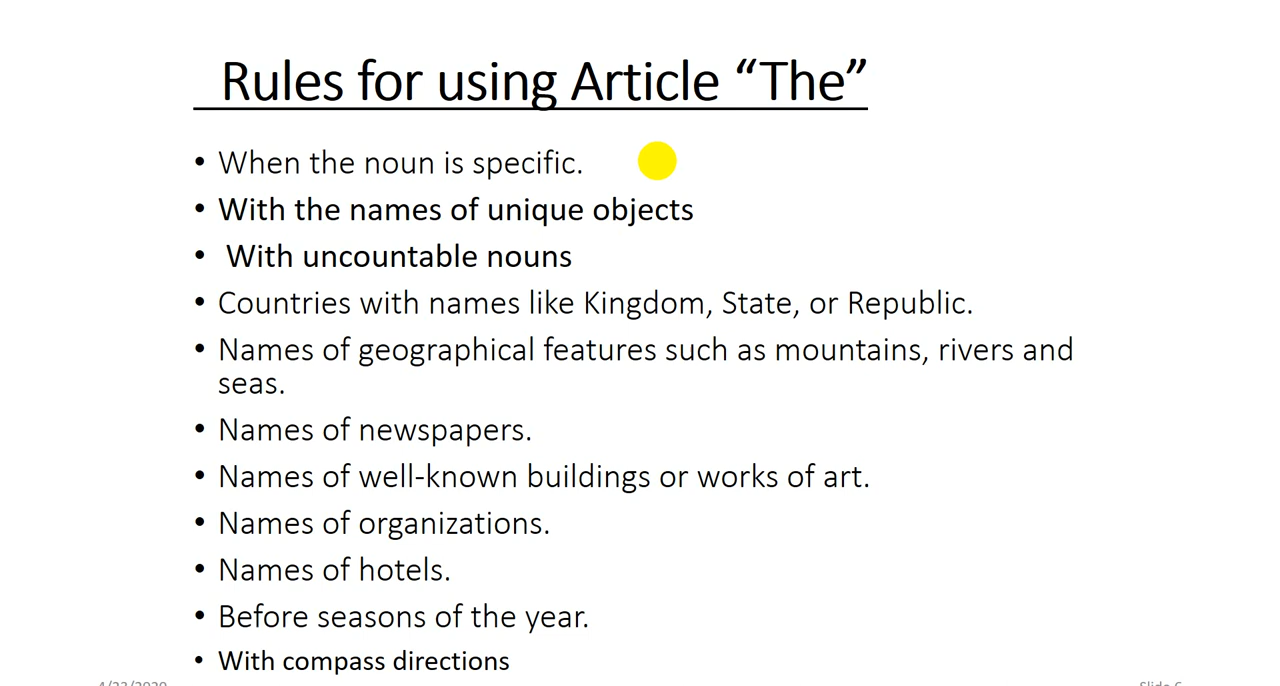 Rules for using Article “The”
• When the noun is specific.
• With the names of unique objects
• With uncountable nouns
• Countries with names like Kingdom, State, or Republic.
• Names of geographical features such as mountains, rivers and
seas.
• Names of newspapers.
• Names of well-known buildings or works of art.
• Names of organizations.
• Names of hotels.
• Before seasons of the year.
• With compass directions